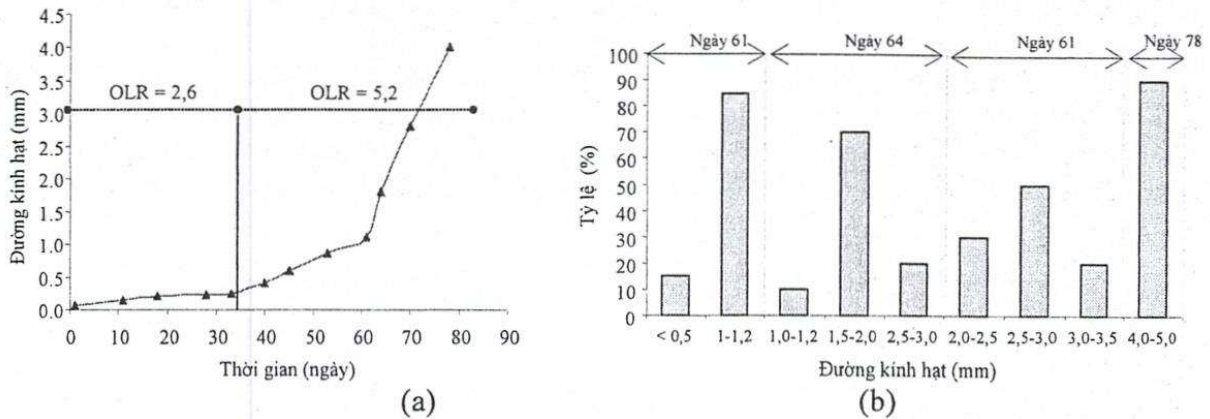 4.5
4.0
3.5
3.0
2.5
2.0
1.5
1.0
0.5
0.0
Đường kính hạt (mm)
OLR = 2,6
OLR = 5,2
0 10 20 30 40 50 60 70 80 90
Thời gian (ngày)
(a)
Ngày 61
Ngày 64
Ngày 61
Ngày 78
100
90
80
70
60
50
40
30
20
10
0
Tỷ lệ (%)
< 0,5 1-1,2 1,0-1,2 1,5-2,0 2,5-3,0 2,0-2,5 2,5-3,0 3,0-3,5 4,0-5,0
Đường kính hạt (mm)
(b)